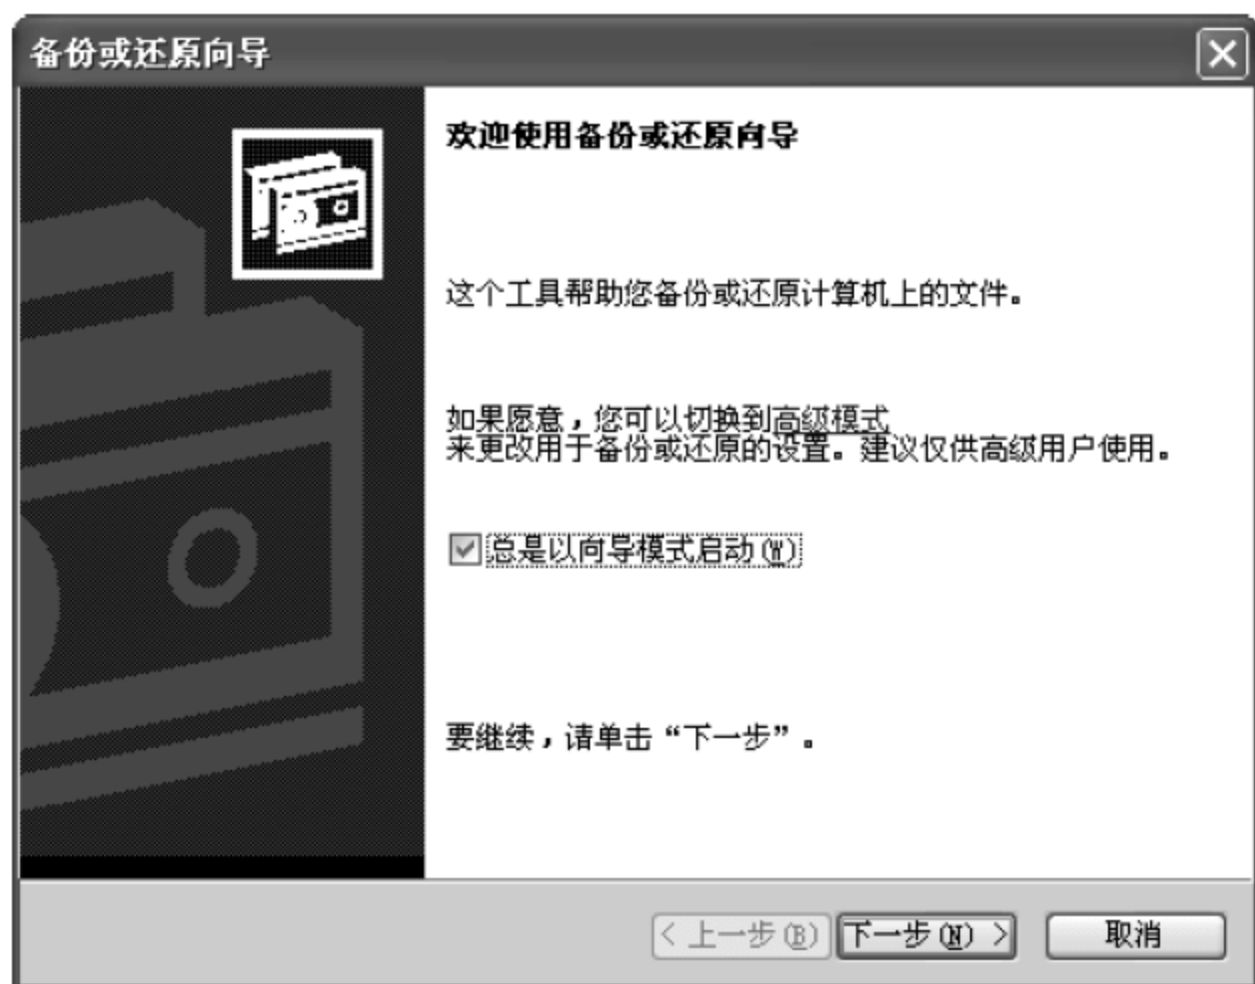 备份或还原向导
欢迎使用备份或还原向导
这个工具帮助您备份或还原计算机上的文件。
如果愿意，您可以切换到高级模式
来更改用于备份或还原的设置。建议仅供高级用户使用。
总是以向导模式启动(W)
要继续，请单击“下一步”。
< 上一步(B) 下一步(N) > 取消